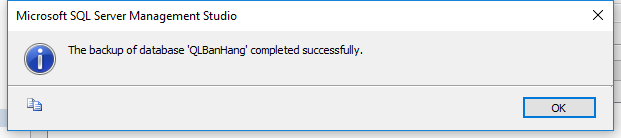 Microsoft SQL Server Management Studio
The backup of database 'QLBanHang' completed successfully.
OK